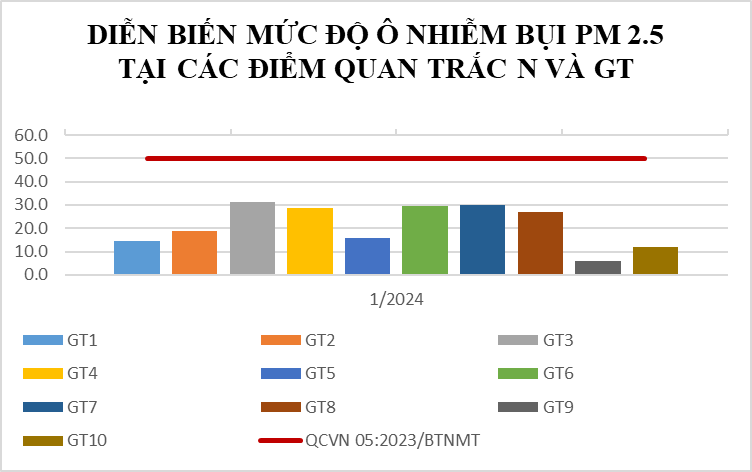 DIỄN BIẾN MỨC ĐỘ Ô NHIỄM BỤI PM 2.5
TẠI CÁC ĐIỂM QUAN TRẮC N VÀ GT
60.0
50.0
40.0
30.0
20.0
10.0
0.0
1/2024
GT1 GT2 GT3
GT4 GT5 GT6
GT7 GT8 GT9
GT10 QCVN 05:2023/BTNMT